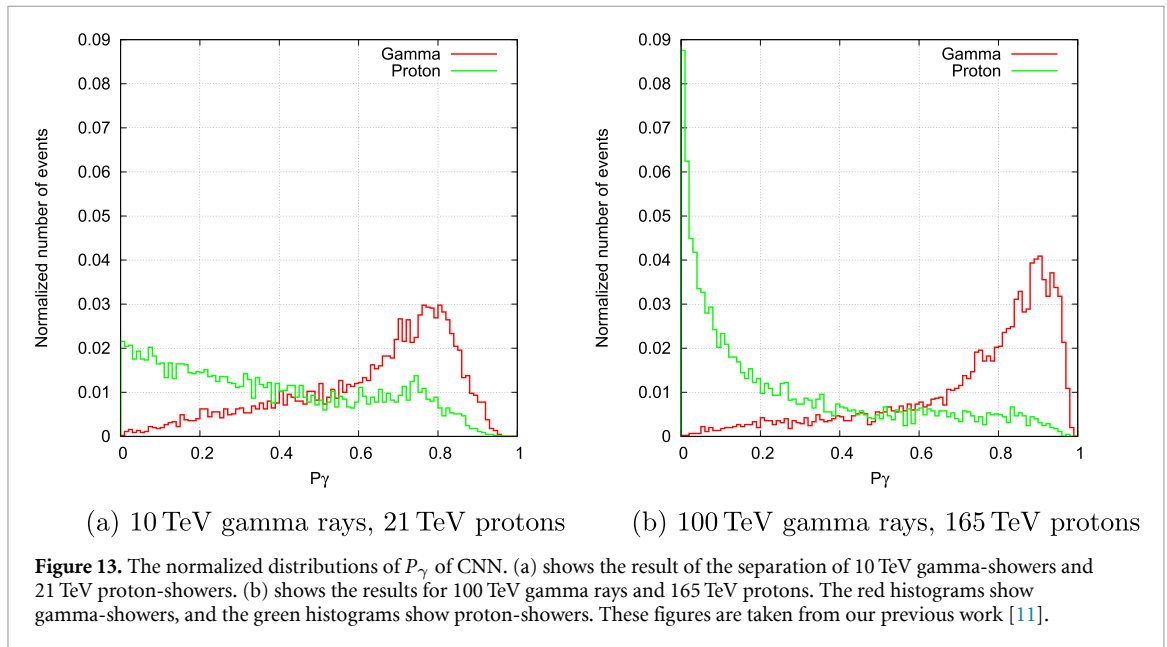 0.09
0.08
0.07
0.06
0.05
0.04
0.03
0.02
0.01
0
Normalized number of events
Gamma
Proton
0 0.2 0.4 0.6 0.8 1
Pγ
(a) 10 TeV gamma rays, 21 TeV protons
0.09
0.08
0.07
0.06
0.05
0.04
0.03
0.02
0.01
0
Normalized number of events
Gamma
Proton
0 0.2 0.4 0.6 0.8 1
Pγ
(b) 100 TeV gamma rays, 165 TeV protons
Figure 13. The normalized distributions of Pγ of CNN. (a) shows the result of the separation of 10 TeV gamma-showers and
21 TeV proton-showers. (b) shows the results for 100 TeV gamma rays and 165 TeV protons. The red histograms show
gamma-showers, and the green histograms show proton-showers. These figures are taken from our previous work [11].